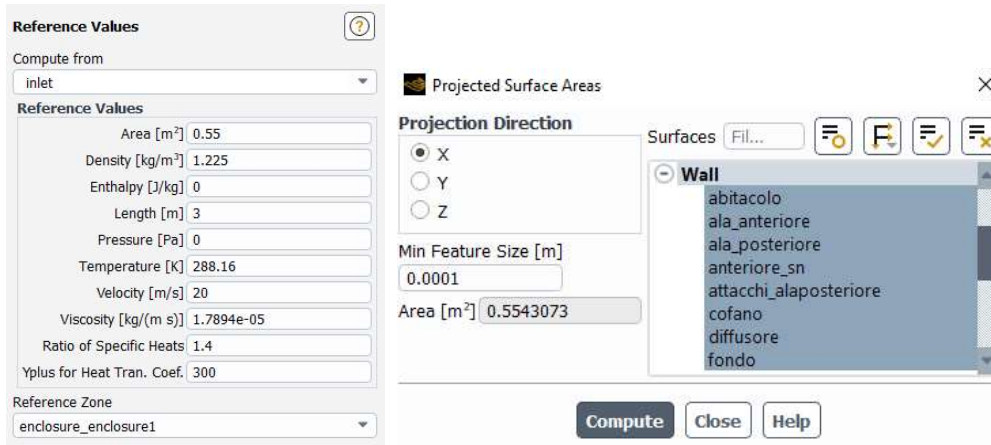 Reference Values
?
Compute from
inlet
Reference Values
Area [m²] 0.55
Density [kg/m³] 1.225
Enthalpy [J/kg] 0
Length [m] 3
Pressure [Pa] 0
Temperature [K] 288.16
Velocity [m/s] 20
Viscosity [kg/(m s)] 1.7894e-05
Ratio of Specific Heats 1.4
Yplus for Heat Tran. Coef. 300
Reference Zone
enclosure_enclosure1
Projected Surface Areas
Projection Direction
X
Y
Z
Min Feature Size [m]
0.0001
Area [m²] 0.5543073
Surfaces Fil...
Wall
abitacolo
ala_anteriore
ala_posteriore
anteriore_sn
attacchi_alaposteriore
cofano
diffusore
fondo
Compute Close Help